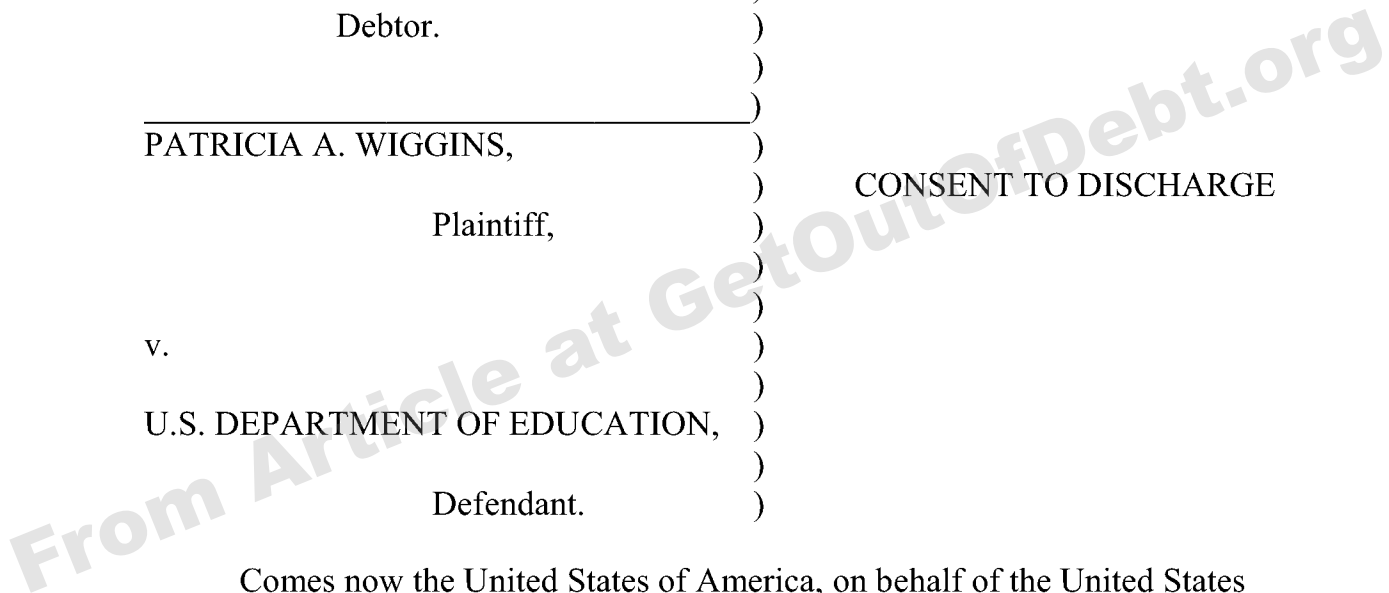 Debtor. )
)
)
PATRICIA A. WIGGINS, )
) CONSENT TO DISCHARGE
Plaintiff, )
)
)
v. )
)
U.S. DEPARTMENT OF EDUCATION, )
)
Defendant. )
Comes now the United States of America, on behalf of the United States
From Article at GetOutOfDebt.org